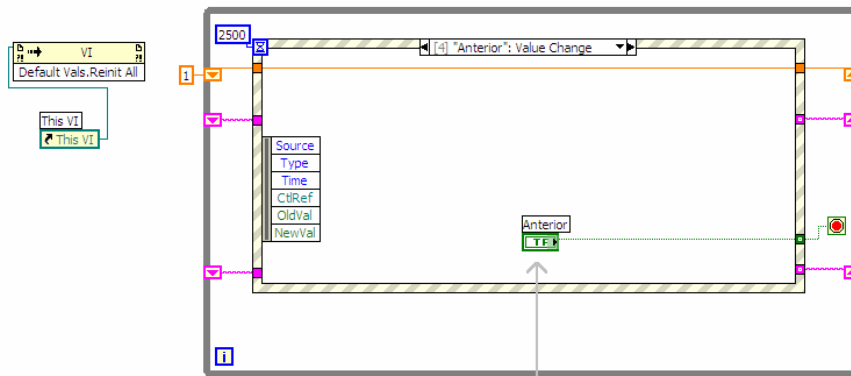 2500
[4] "Anterior": Value Change
VI
Default Vals.Reinit All
1
This VI
This VI
Source
Type
Time
CtlRef
OldVal
NewVal
Anterior
TF
i